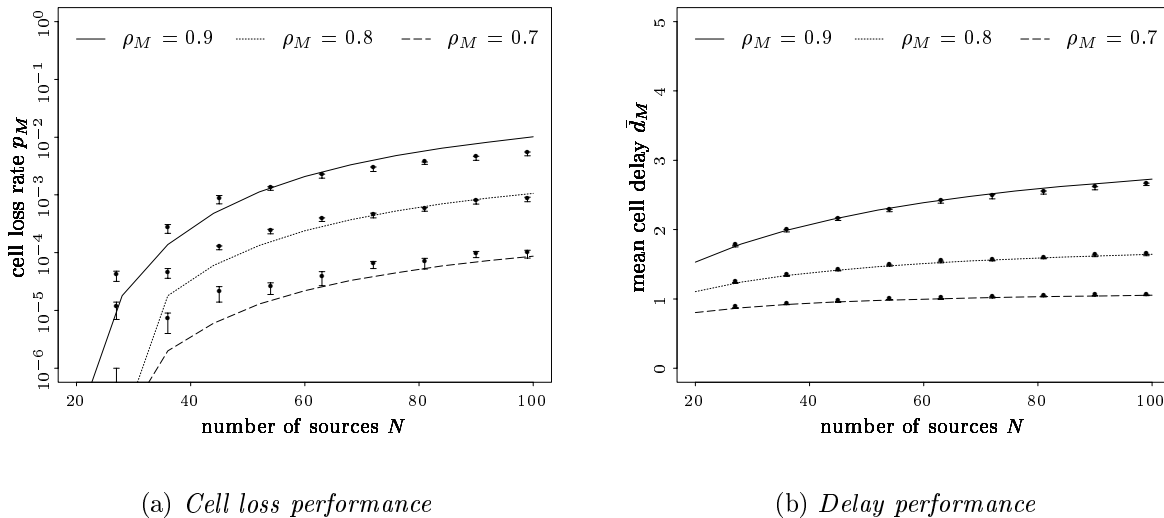 ρ_M = 0.9 ρ_M = 0.8 ρ_M = 0.7
cell loss rate p_M
10^0
10^−1
10^−2
10^−3
10^−4
10^−5
10^−6
20 40 60 80 100
number of sources N
(a) Cell loss performance
ρ_M = 0.9 ρ_M = 0.8 ρ_M = 0.7
mean cell delay d̄_M
5
4
3
2
1
0
20 40 60 80 100
number of sources N
(b) Delay performance